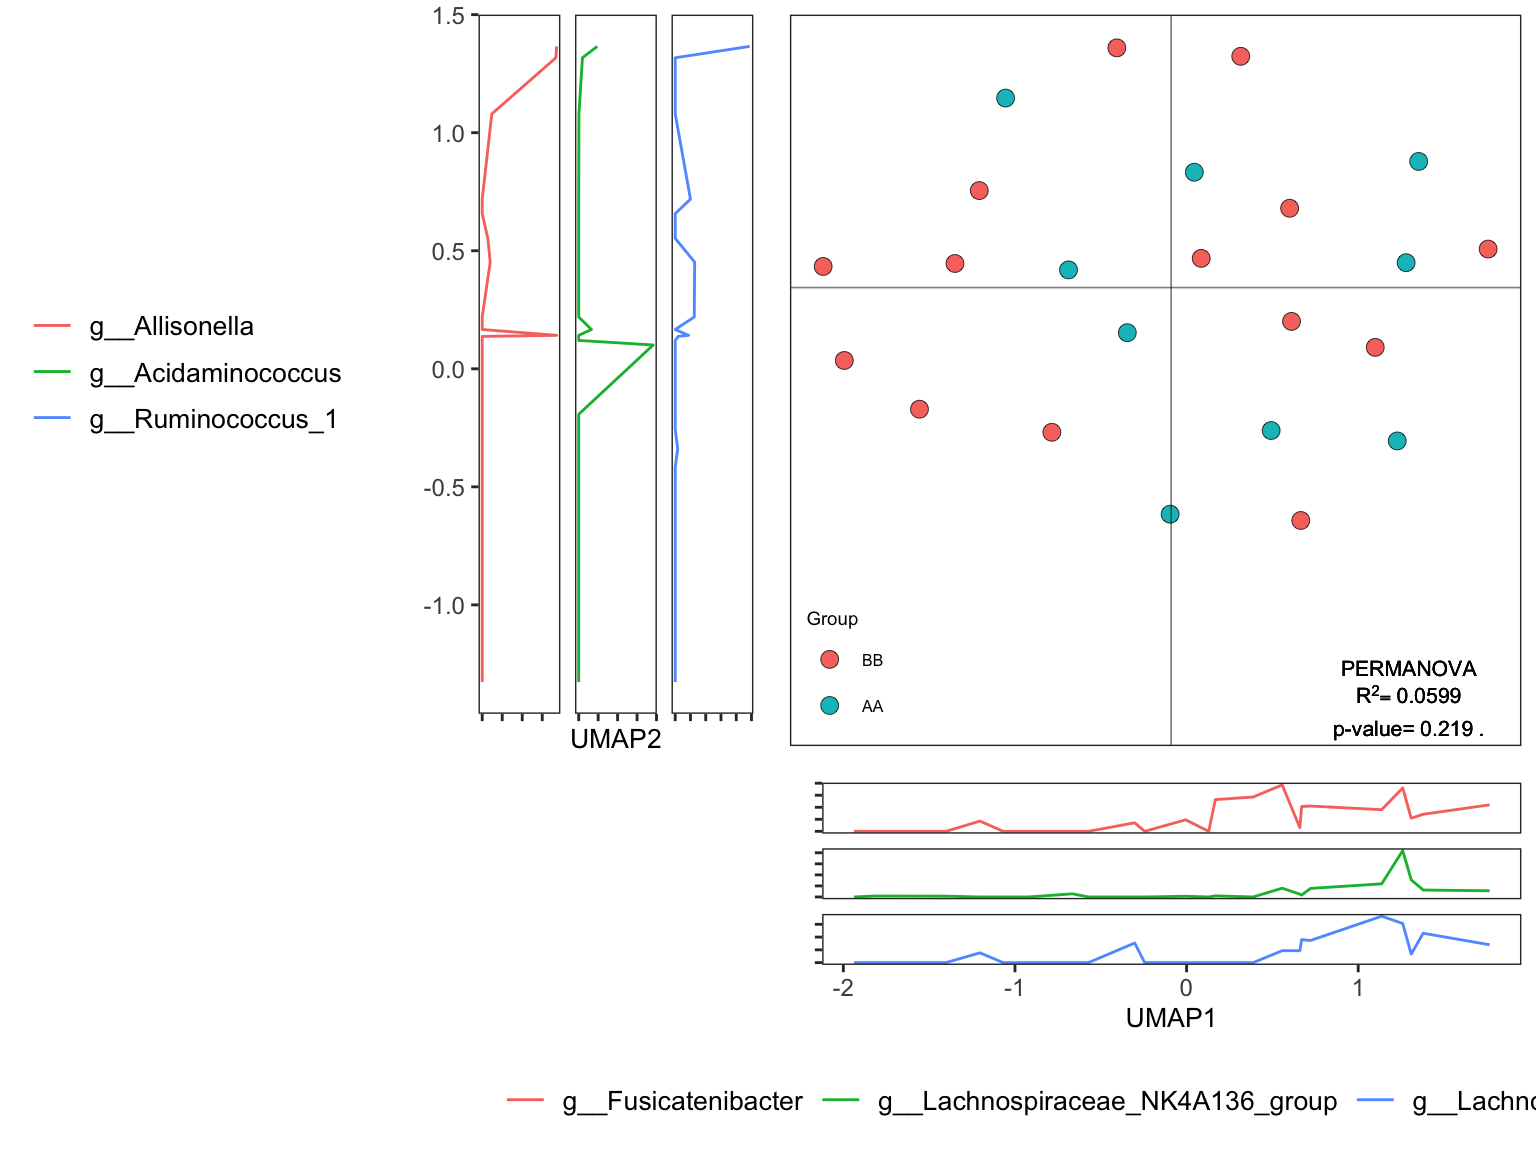 1.5
1.0
0.5
0.0
-0.5
-1.0
g__Allisonella
g__Acidaminococcus
g__Ruminococcus_1
UMAP2
Group
BB
AA
PERMANOVA
R²= 0.0599
p-value= 0.219 .
-2
-1
0
1
UMAP1
g__Fusicatenibacter
g__Lachnospiraceae_NK4A136_group